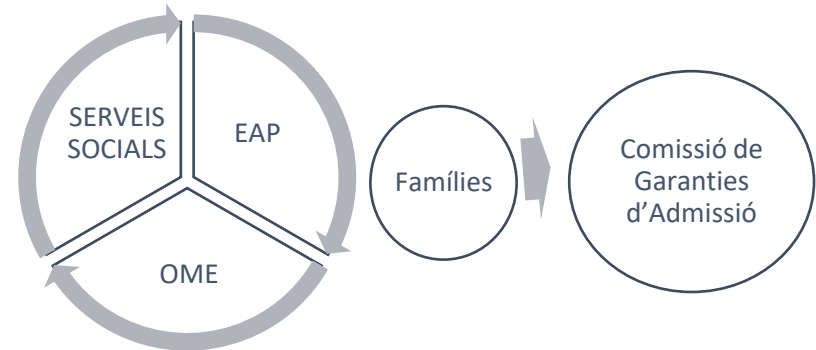 SERVEIS
SOCIALS
EAP
OME
Famílies
Comissió de
Garanties
d’Admissió